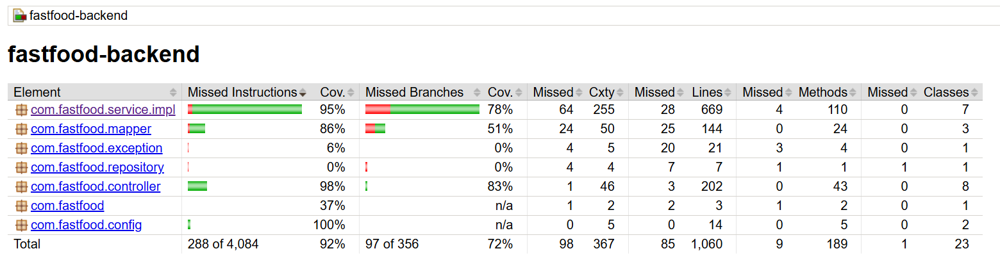 fastfood-backend
fastfood-backend
Element Missed Instructions Cov. Missed Branches Cov. Missed Cxty Missed Lines Missed Methods Missed Classes
com.fastfood.service.impl 95% 78% 64 255 28 669 4 110 0 7
com.fastfood.mapper 86% 51% 24 50 25 144 0 24 0 3
com.fastfood.exception 6% 0% 4 5 20 21 3 4 0 1
com.fastfood.repository 0% 0% 4 4 7 7 1 1 1 1
com.fastfood.controller 98% 83% 1 46 3 202 0 43 0 8
com.fastfood 37% n/a 1 2 2 3 1 2 0 1
com.fastfood.config 100% n/a 0 5 0 14 0 5 0 2
Total 288 of 4,084 92% 97 of 356 72% 98 367 85 1,060 9 189 1 23